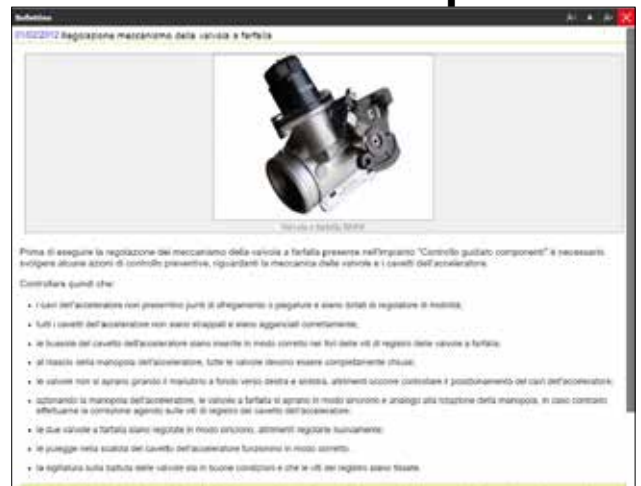 Bollettino
A- A A+ X
01/02/2012 Regolazione meccanismo della valvola a farfalla
Valvola a farfalla BMW
Prima di eseguire la regolazione del meccanismo della valvola a farfalla presente nell'impianto "Controllo guidato componenti" è necessario
svolgere alcune azioni di controllo preventive, riguardanti la meccanica delle valvole e i cavetti dell'acceleratore.
Controllare quindi che:
• i cavi dell'acceleratore non presentino punti di sfregamento o piegature e siano dotati di regolatore di mobilità;
• tutti i cavetti dell'acceleratore non siano strappati e siano agganciati correttamente;
• le bussole del cavetto dell'acceleratore siano inserite in modo corretto nei fori delle viti di registro delle valvole a farfalla;
• al rilascio della manopola dell'acceleratore, tutte le valvole devono essere completamente chiuse;
• le valvole non si aprano girando il manubrio a fondo verso destra e sinistra, altrimenti occorre controllare il posizionamento dei cavi dell'acceleratore;
• azionando la manopola dell'acceleratore, le valvole a farfalla si aprano in modo sincrono e analogo alla rotazione della manopola, in caso contrario
effettuarne la correzione agendo sulle viti di registro del cavetto dell'acceleratore;
• le due valvole a farfalla siano regolate in modo sincrono, altrimenti regolarle nuovamente;
• le pulegge nella scatola del cavetto dell'acceleratore funzionino in modo corretto.
• la sigillatura sulla battuta delle valvole sia in buone condizioni e che le viti del registro siano fissate.